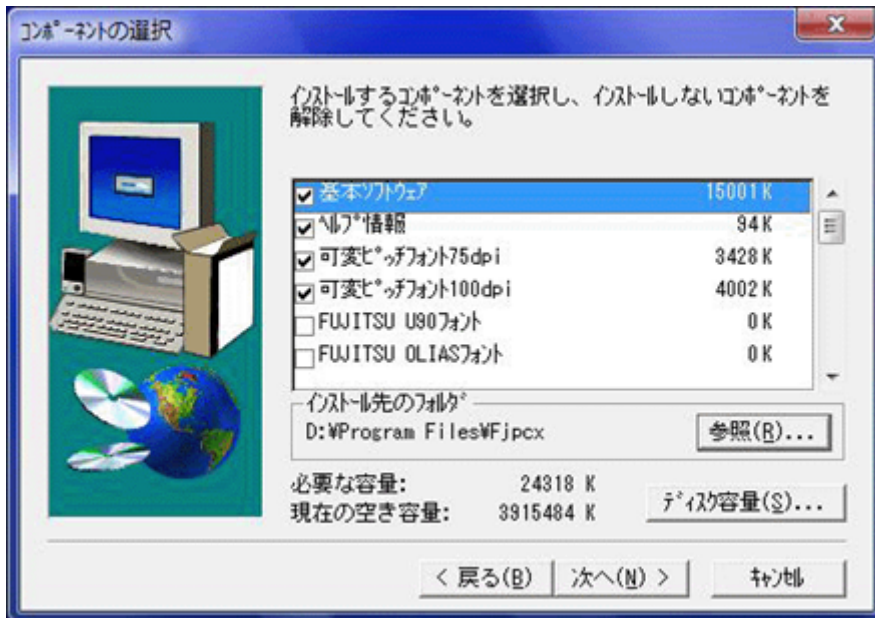 ｺﾝﾎﾟｰﾈﾝﾄの選択
ｲﾝｽﾄｰﾙするｺﾝﾎﾟｰﾈﾝﾄを選択し、ｲﾝｽﾄｰﾙしないｺﾝﾎﾟｰﾈﾝﾄを
解除してください。
基本ｿﾌﾄｳｪｱ 15001 K
ﾍﾙﾌﾟ情報 94 K
可変ﾋﾟｯﾁﾌｫﾝﾄ75dpi 3428 K
可変ﾋﾟｯﾁﾌｫﾝﾄ100dpi 4002 K
FUJITSU U90ﾌｫﾝﾄ 0 K
FUJITSU OLIASﾌｫﾝﾄ 0 K
ｲﾝｽﾄｰﾙ先のﾌｫﾙﾀﾞ
D:¥Program Files¥Fjpcx 参照(R)...
必要な容量: 24318 K
現在の空き容量: 3915484 K
ﾃﾞｨｽｸ容量(S)...
< 戻る(B) 次へ(N) > ｷｬﾝｾﾙ